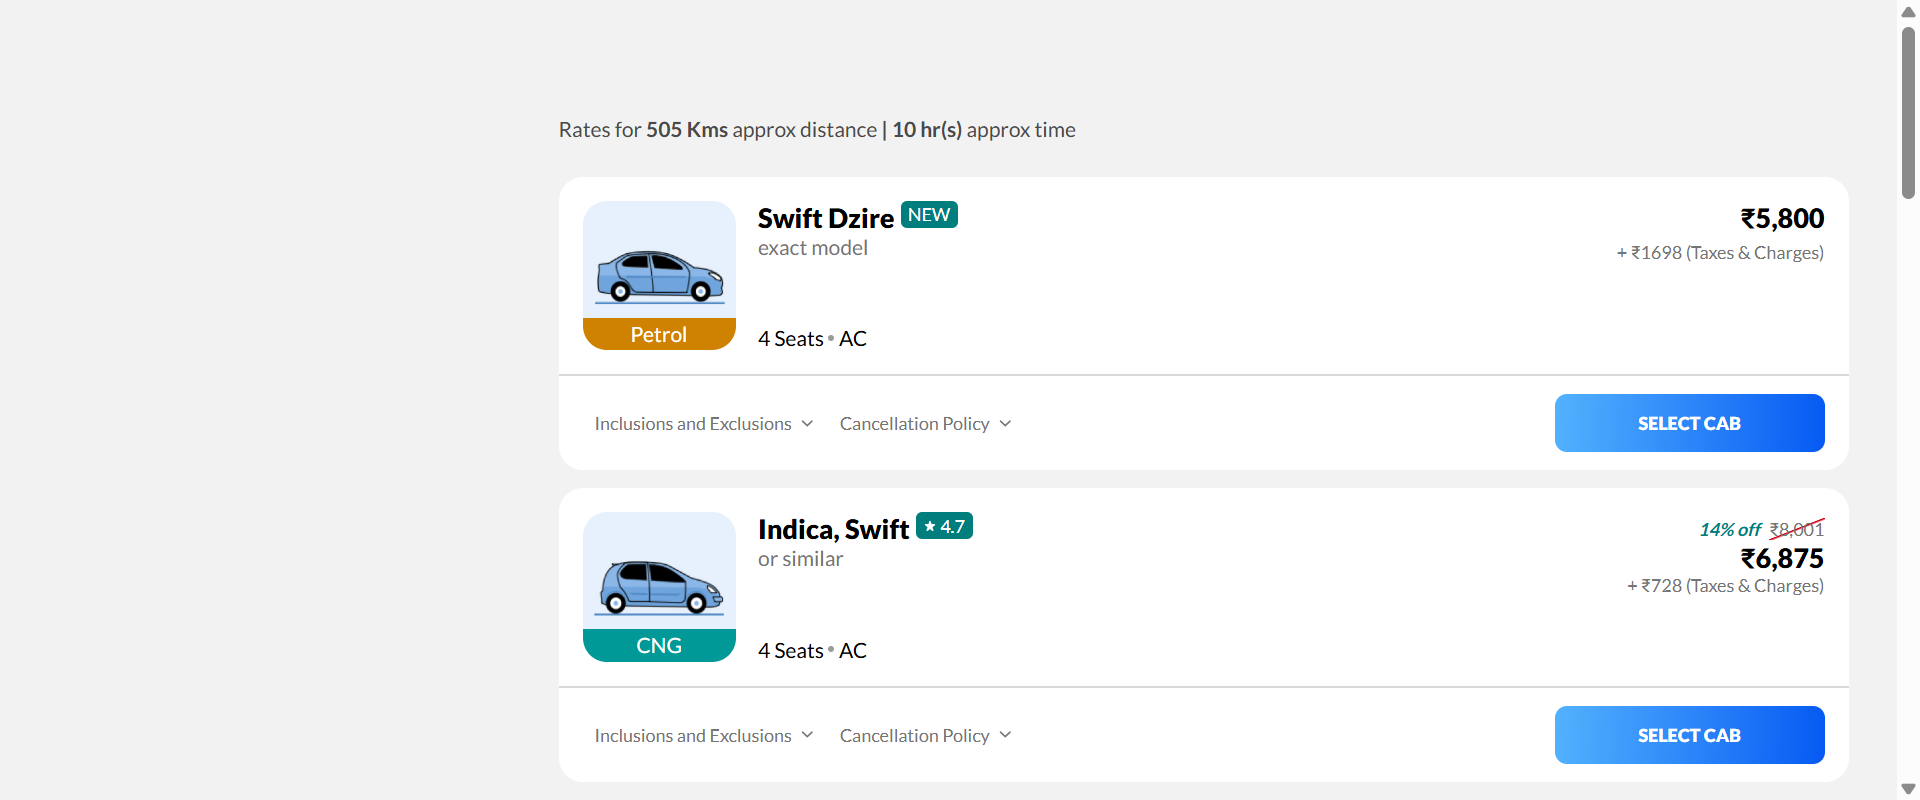 Rates for 505 Kms approx distance | 10 hr(s) approx time
Swift Dzire NEW
exact model
₹5,800
+ ₹1698 (Taxes & Charges)
Petrol
4 Seats • AC
Inclusions and Exclusions
Cancellation Policy
SELECT CAB
Indica, Swift ★ 4.7
or similar
14% off ₹8,001
₹6,875
+ ₹728 (Taxes & Charges)
CNG
4 Seats • AC
Inclusions and Exclusions
Cancellation Policy
SELECT CAB